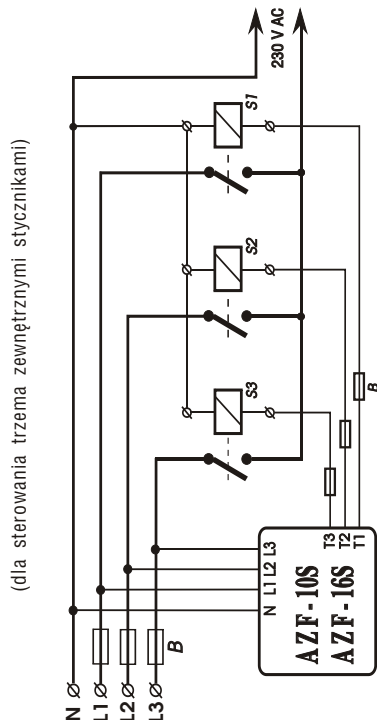 (dla sterowania trzema zewnętrznymi stycznikami)
230 V AC
S1
S2
S3
B
N
L1
L2
L3
B
N L1 L2 L3
T3
T2
T1
AZF-10S
AZF-16S